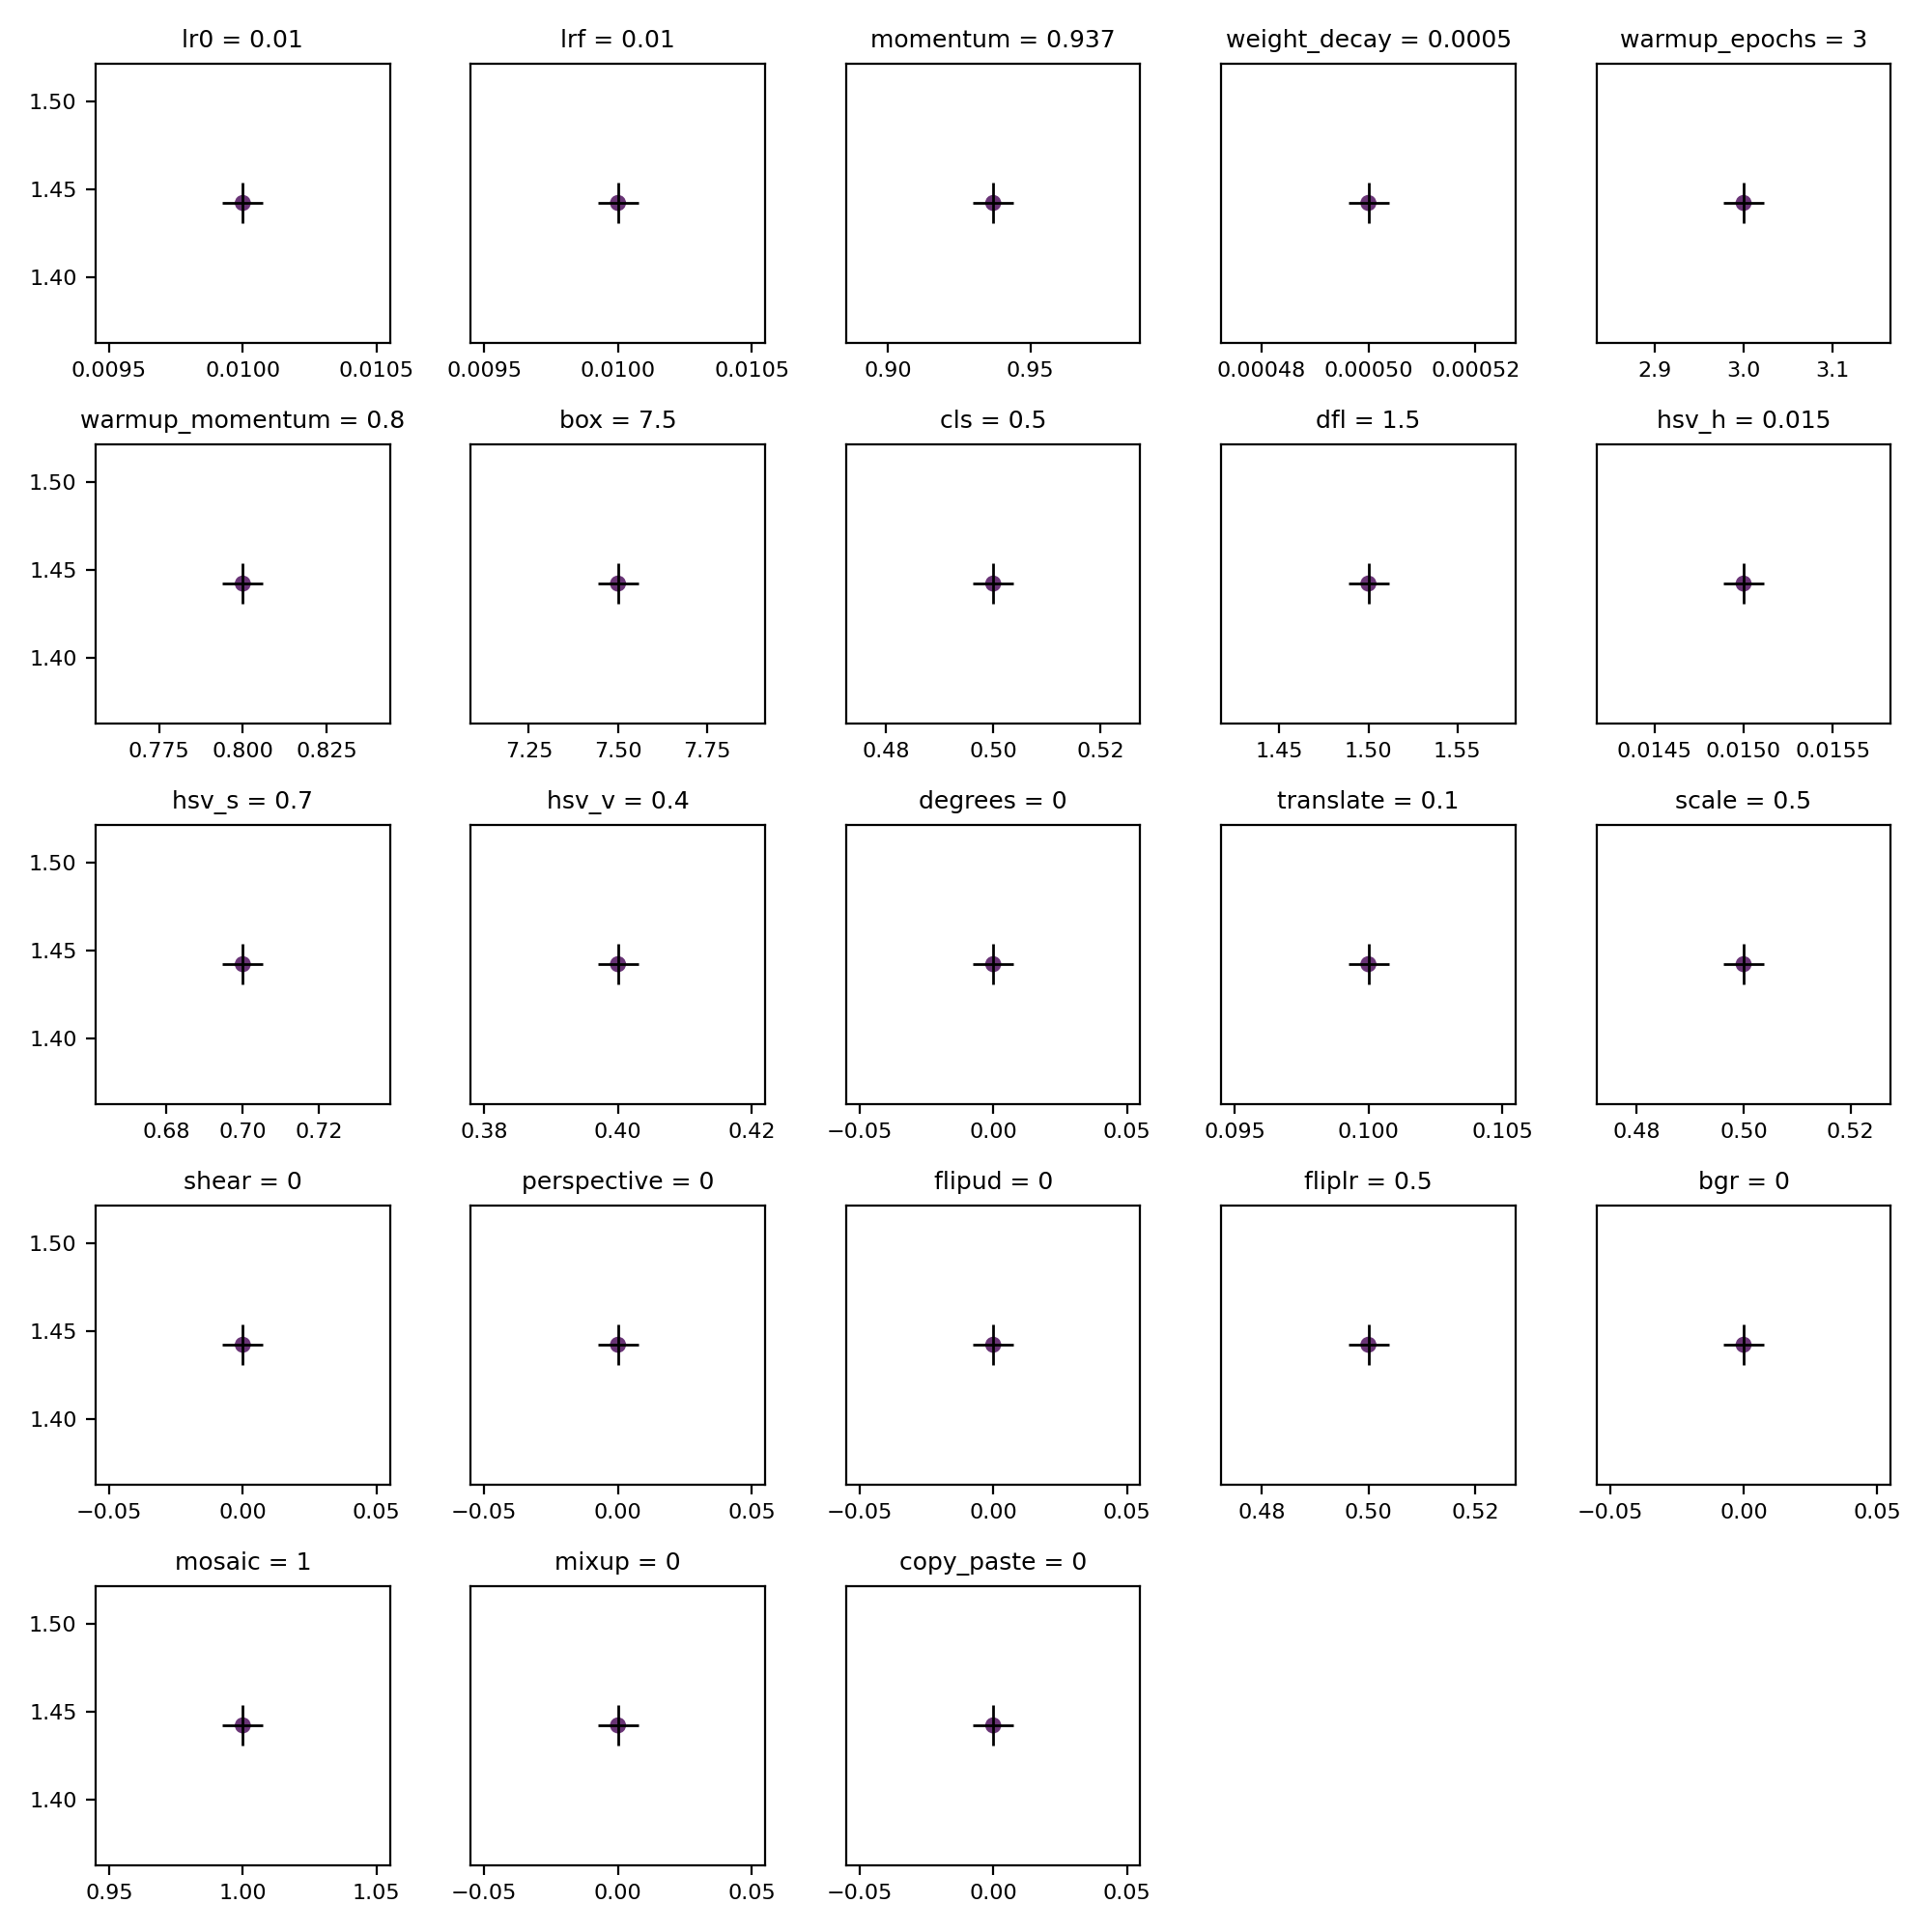 lr0 = 0.01 lrf = 0.01 momentum = 0.937 weight_decay = 0.0005 warmup_epochs = 3
1.50
1.45
1.40
0.0095 0.0100 0.0105 0.0095 0.0100 0.0105 0.90 0.95 0.00048 0.00050 0.00052 2.9 3.0 3.1
warmup_momentum = 0.8 box = 7.5 cls = 0.5 dfl = 1.5 hsv_h = 0.015
1.50
1.45
1.40
0.775 0.800 0.825 7.25 7.50 7.75 0.48 0.50 0.52 1.45 1.50 1.55 0.0145 0.0150 0.0155
hsv_s = 0.7 hsv_v = 0.4 degrees = 0 translate = 0.1 scale = 0.5
1.50
1.45
1.40
0.68 0.70 0.72 0.38 0.40 0.42 −0.05 0.00 0.05 0.095 0.100 0.105 0.48 0.50 0.52
shear = 0 perspective = 0 flipud = 0 fliplr = 0.5 bgr = 0
1.50
1.45
1.40
−0.05 0.00 0.05 −0.05 0.00 0.05 −0.05 0.00 0.05 0.48 0.50 0.52 −0.05 0.00 0.05
mosaic = 1 mixup = 0 copy_paste = 0
1.50
1.45
1.40
0.95 1.00 1.05 −0.05 0.00 0.05 −0.05 0.00 0.05